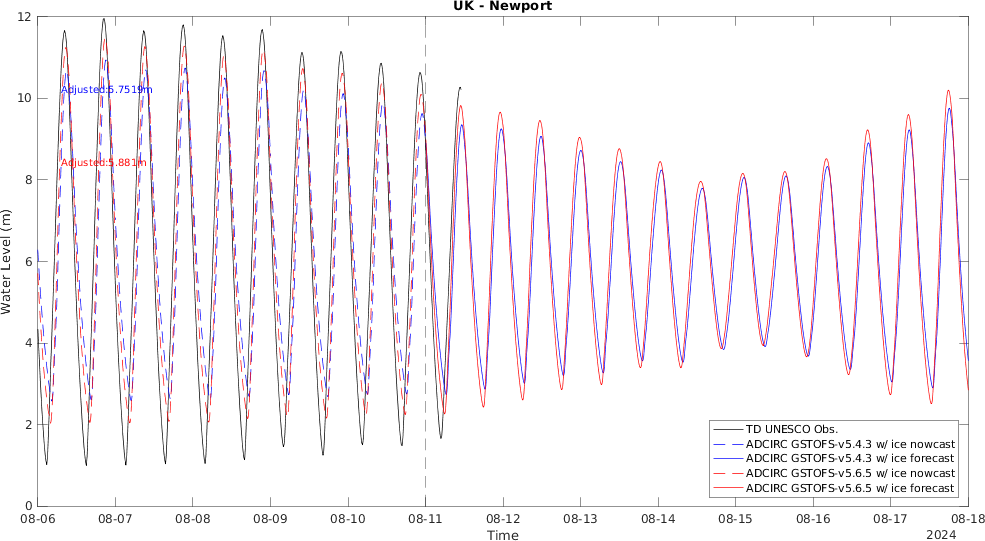 UK - Newport
12
10
8
6
4
2
0
Water Level (m)
Adjusted:5.7519m
Adjusted:5.881m
TD UNESCO Obs.
ADCIRC GSTOFS-v5.4.3 w/ ice nowcast
ADCIRC GSTOFS-v5.4.3 w/ ice forecast
ADCIRC GSTOFS-v5.6.5 w/ ice nowcast
ADCIRC GSTOFS-v5.6.5 w/ ice forecast
08-06 08-07 08-08 08-09 08-10 08-11 08-12 08-13 08-14 08-15 08-16 08-17 08-18
Time
2024